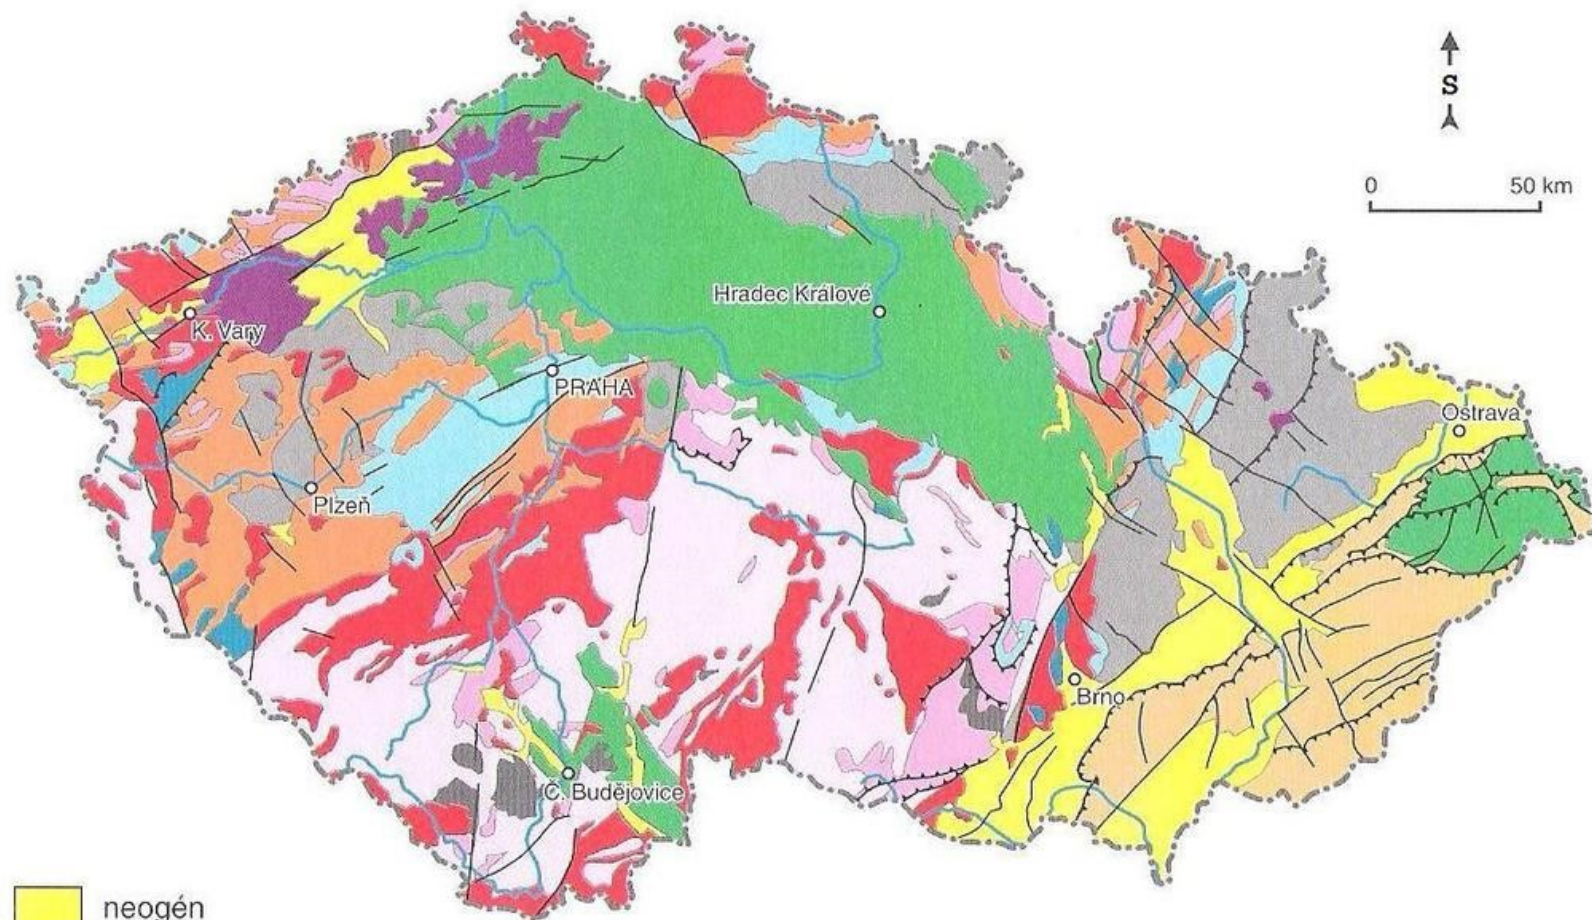 S
0 50 km
Hradec Králové
K. Vary
PRAHA
Ostrava
Plzeň
Brno
Č. Budějovice
neogén